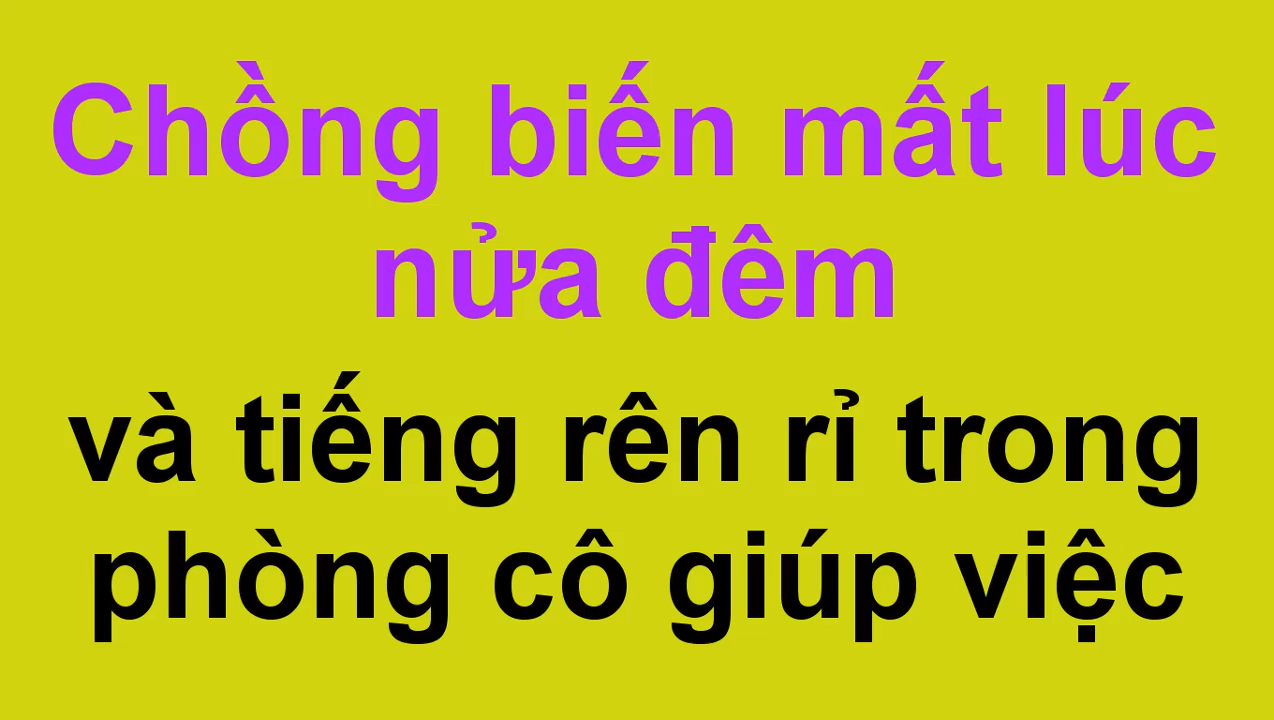 Chồng biến mất lúc
nửa đêm
và tiếng rên rỉ trong
phòng cô giúp việc